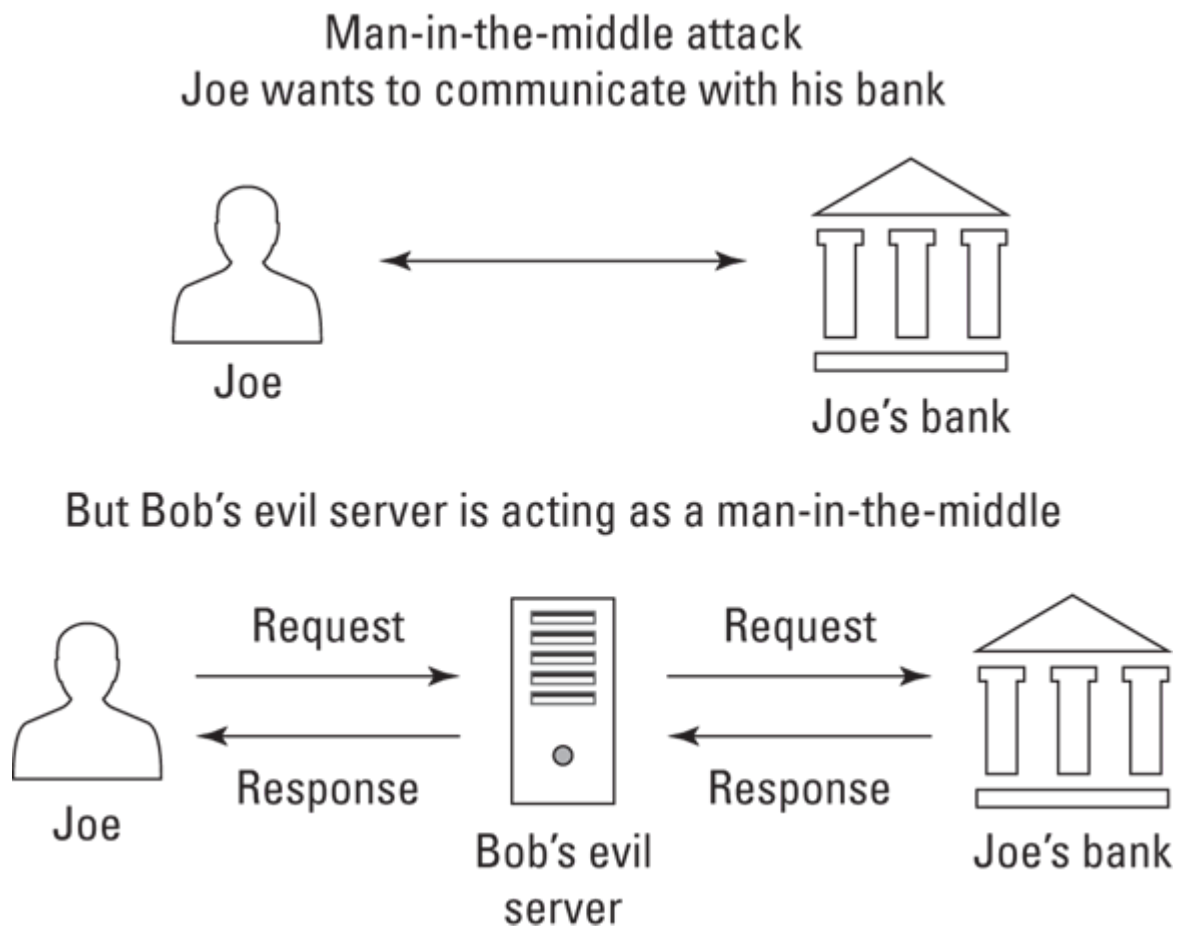 Man-in-the-middle attack
Joe wants to communicate with his bank
Joe
Joe's bank
But Bob's evil server is acting as a man-in-the-middle
Request
Request
Response
Response
Joe
Bob's evil
server
Joe's bank